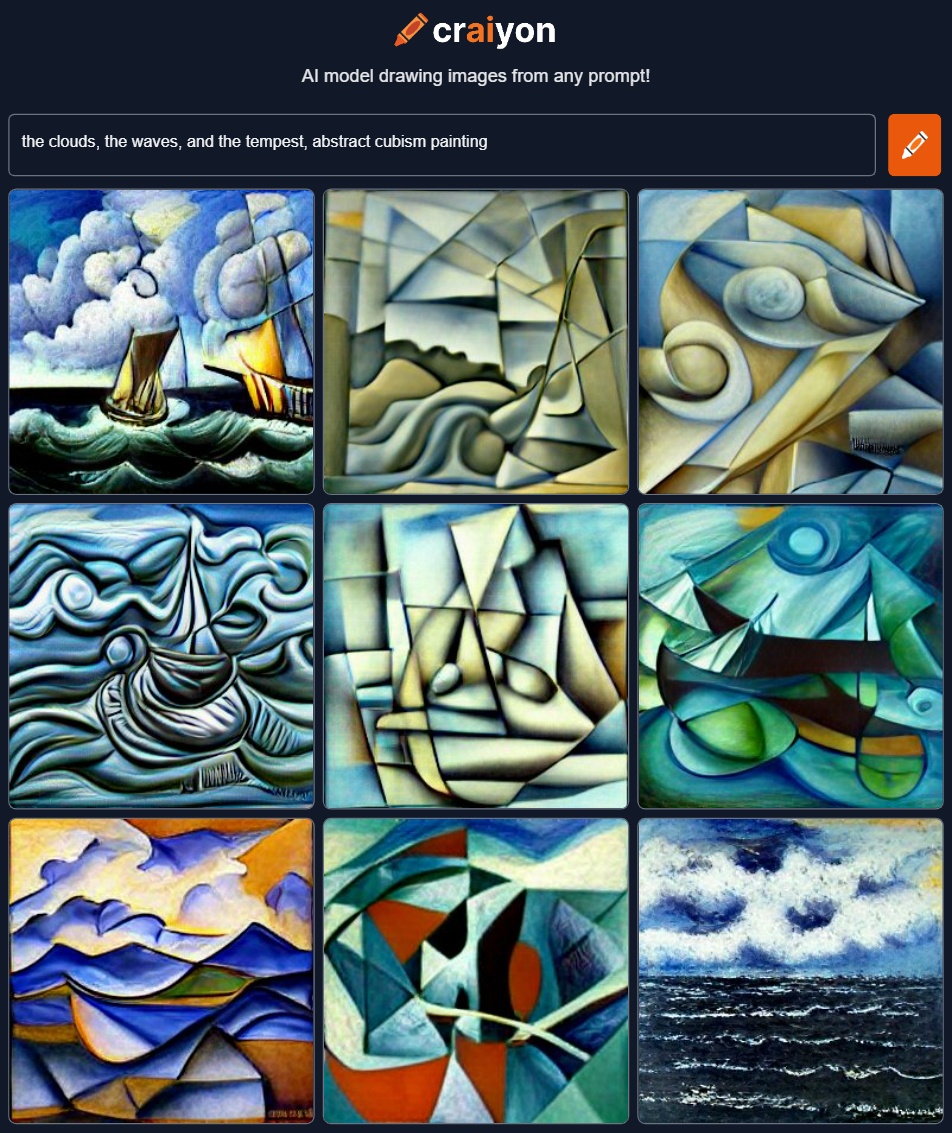 craiyon
AI model drawing images from any prompt!
the clouds, the waves, and the tempest, abstract cubism painting